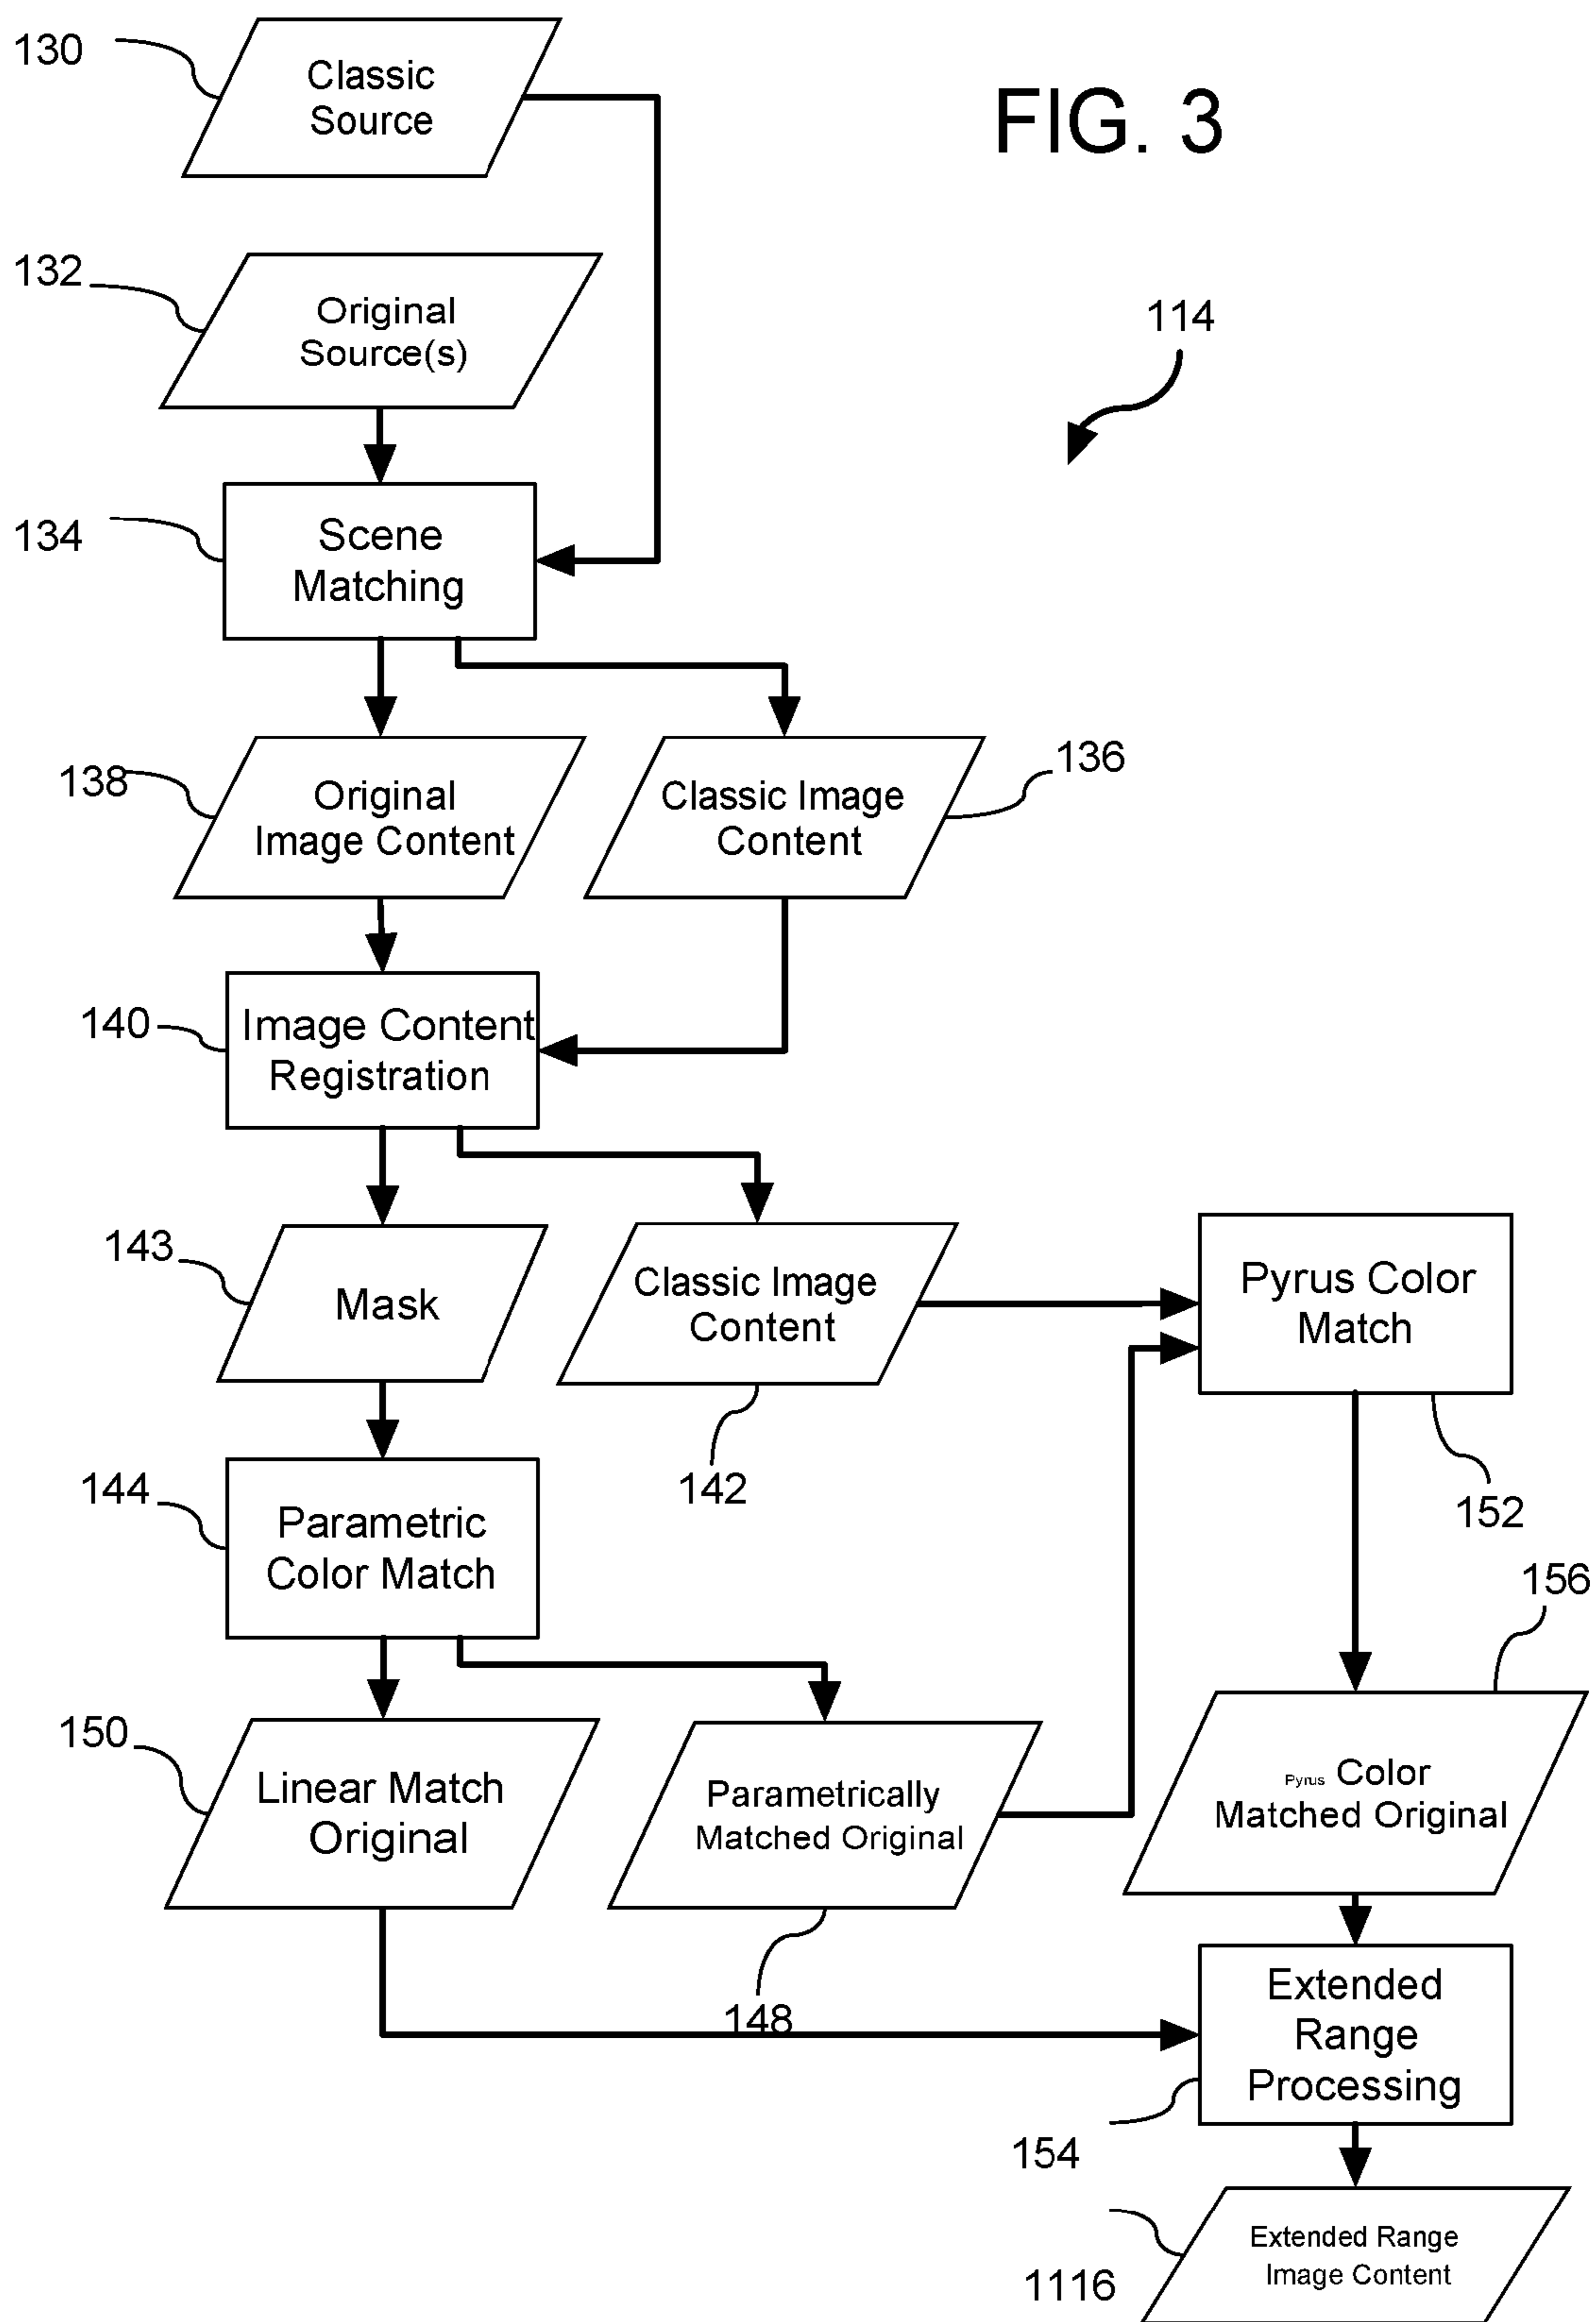 130
Classic
Source
FIG. 3
132
Original
Source(s)
114
134
Scene
Matching
138
Original
Image Content
Classic Image
Content
136
140
Image Content
Registration
143
Mask
Classic Image
Content
142
Pyrus Color
Match
152
144
Parametric
Color Match
156
150
Linear Match
Original
Parametrically
Matched Original
148
Pyrus Color
Matched Original
Extended
Range
Processing
154
Extended Range
Image Content
1116